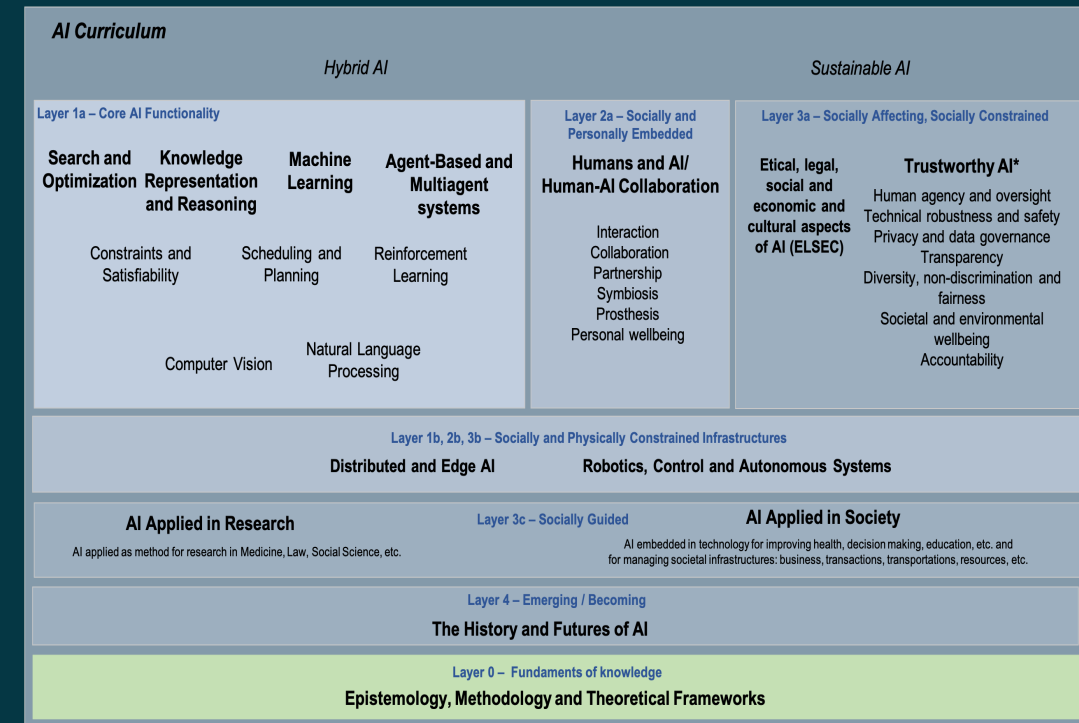 AI Curriculum
Hybrid AI
Sustainable AI
Layer 1a – Core AI Functionality
Search and
Optimization
Knowledge
Representation
and Reasoning
Machine
Learning
Agent-Based and
Multiagent
systems
Constraints and
Satisfiability
Scheduling and
Planning
Reinforcement
Learning
Computer Vision
Natural Language
Processing
Layer 2a – Socially and
Personally Embedded
Humans and AI/
Human-AI Collaboration
Interaction
Collaboration
Partnership
Symbiosis
Prosthesis
Personal wellbeing
Layer 3a – Socially Affecting, Socially Constrained
Etical, legal,
social and
economic and
cultural aspects
of AI (ELSEC)
Trustworthy AI*
Human agency and oversight
Technical robustness and safety
Privacy and data governance
Transparency
Diversity, non-discrimination and
fairness
Societal and environmental
wellbeing
Accountability
Layer 1b, 2b, 3b – Socially and Physically Constrained Infrastructures
Distributed and Edge AI
Robotics, Control and Autonomous Systems
Layer 3c – Socially Guided
AI Applied in Research
AI applied as method for research in Medicine, Law, Social Science, etc.
AI Applied in Society
AI embedded in technology for improving health, decision making, education, etc. and
for managing societal infrastructures: business, transactions, transportations, resources, etc.
Layer 4 – Emerging / Becoming
The History and Futures of AI
Layer 0 – Fundaments of knowledge
Epistemology, Methodology and Theoretical Frameworks